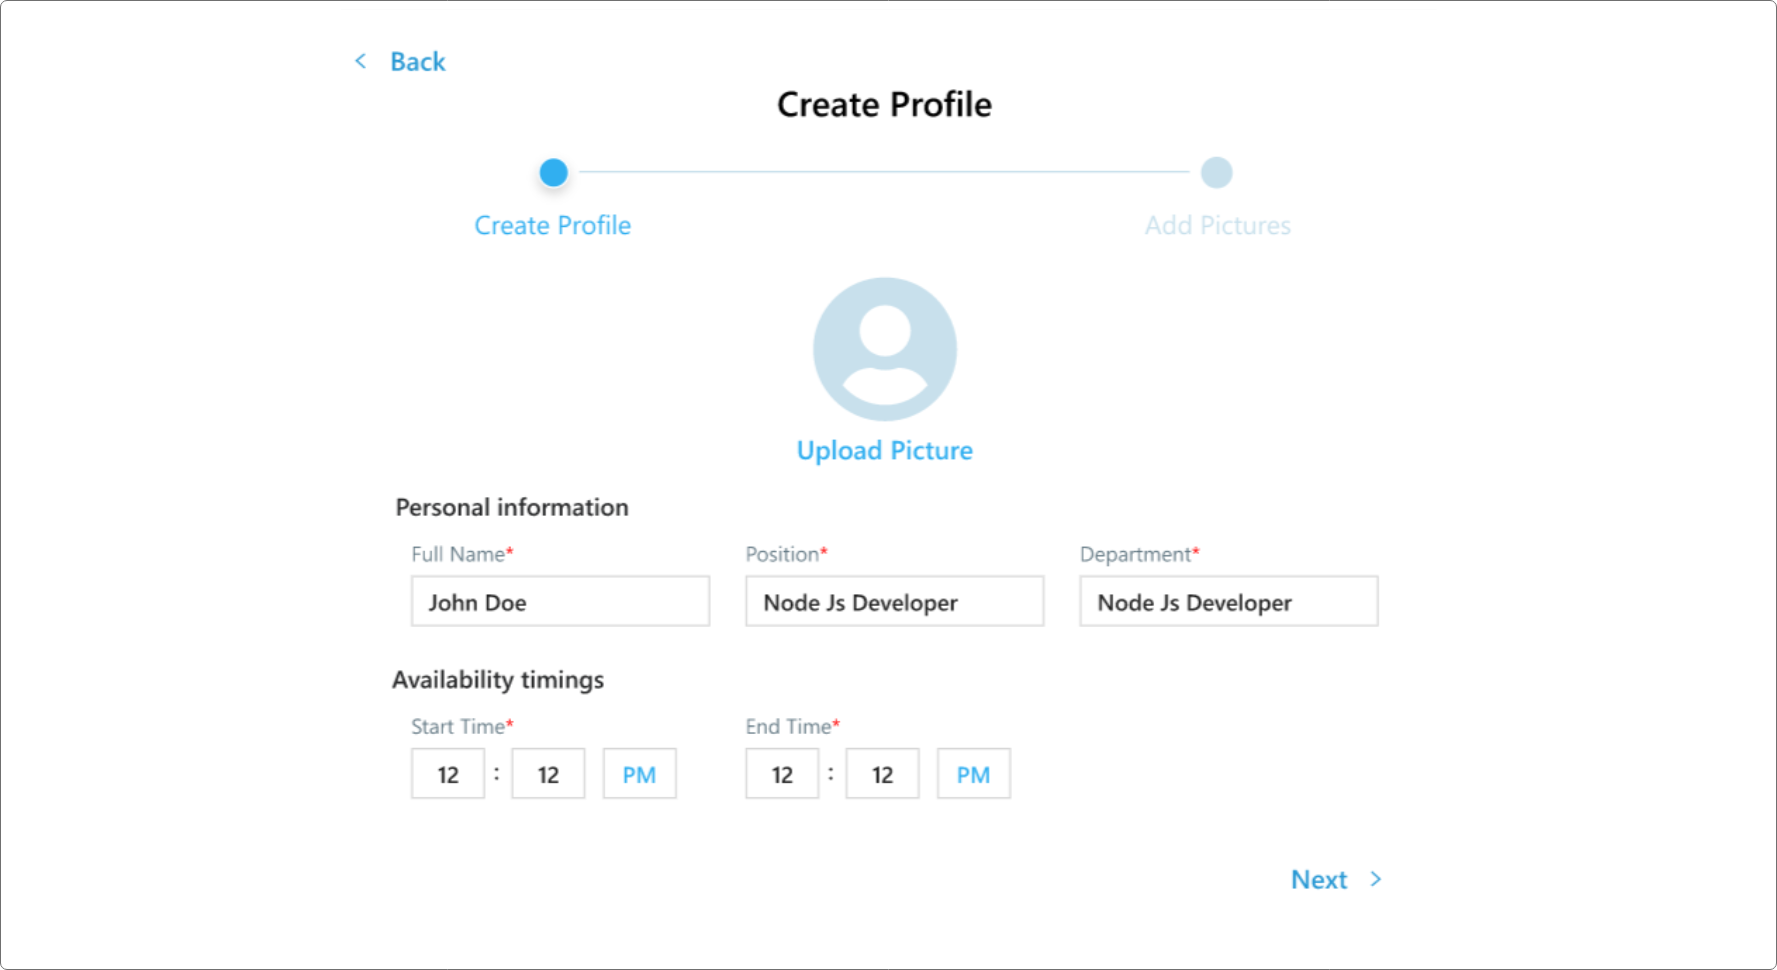 Back
Create Profile
Create Profile Add Pictures
Upload Picture
Personal information
Full Name* Position* Department*
John Doe Node Js Developer Node Js Developer
Availability timings
Start Time* End Time*
12 : 12 PM 12 : 12 PM
Next